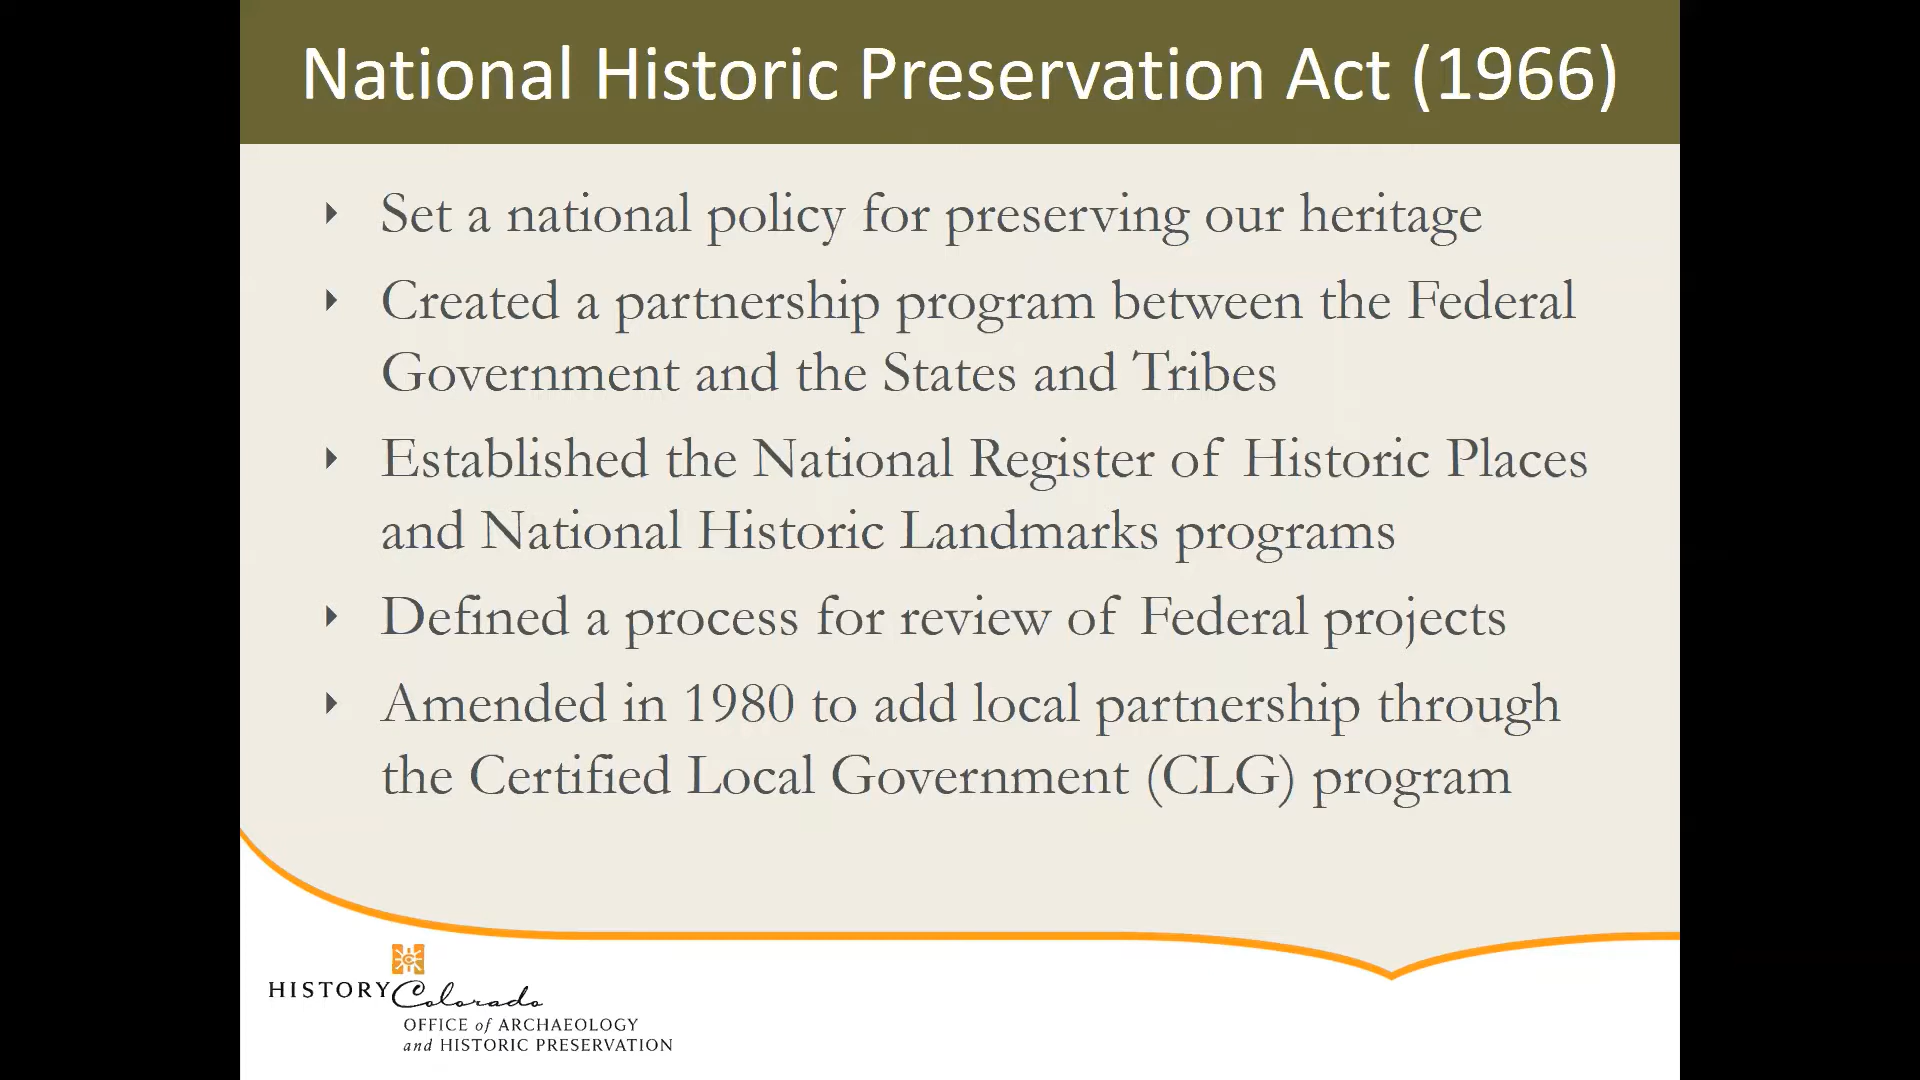 National Historic Preservation Act (1966)
Set a national policy for preserving our heritage
Created a partnership program between the Federal
Government and the States and Tribes
Established the National Register of Historic Places
and National Historic Landmarks programs
Defined a process for review of Federal projects
Amended in 1980 to add local partnership through
the Certified Local Government (CLG) program
HISTORY Colorado
OFFICE of ARCHAEOLOGY
and HISTORIC PRESERVATION